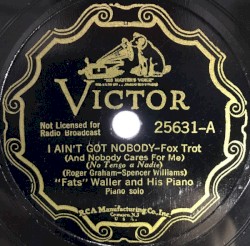 "HIS MASTER'S VOICE"
VICTOR
Not Licensed for
Radio Broadcast
25631-A
I AIN'T GOT NOBODY-Fox Trot
(And Nobody Cares For Me)
(No Tengo a Nadie)
(Roger Graham-Spencer Williams)
"Fats" Waller and His Piano
Piano solo
RCA Manufacturing Co., Inc.
Camden, N.J.